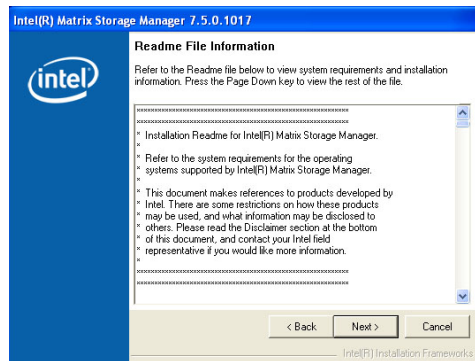 Intel(R) Matrix Storage Manager 7.5.0.1017
intel
Readme File Information
Refer to the Readme file below to view system requirements and installation
information. Press the Page Down key to view the rest of the file.
************************************************************
************************************************************
* Installation Readme for Intel(R) Matrix Storage Manager.
*
* Refer to the system requirements for the operating
* systems supported by Intel(R) Matrix Storage Manager.
*
* This document makes references to products developed by
* Intel. There are some restrictions on how these products
* may be used, and what information may be disclosed to
* others. Please read the Disclaimer section at the bottom
* of this document, and contact your Intel field
* representative if you would like more information.
*
************************************************************
************************************************************
< Back
Next >
Cancel
Intel(R) Installation Frameworks